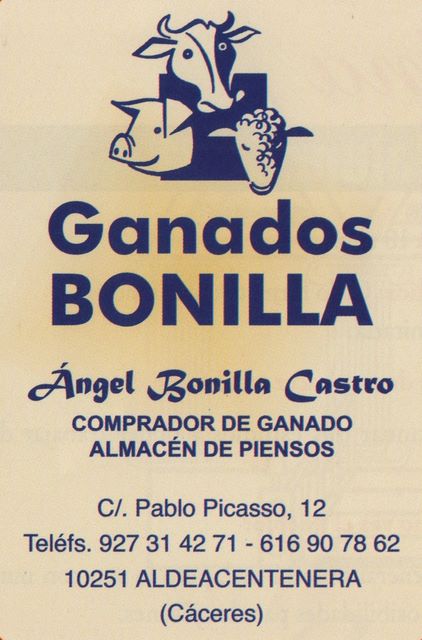 Ganados
BONILLA
Ángel Bonilla Castro
COMPRADOR DE GANADO
ALMACÉN DE PIENSOS
C/. Pablo Picasso, 12
Teléfs. 927 31 42 71 - 616 90 78 62
10251 ALDEACENTENERA
(Cáceres)